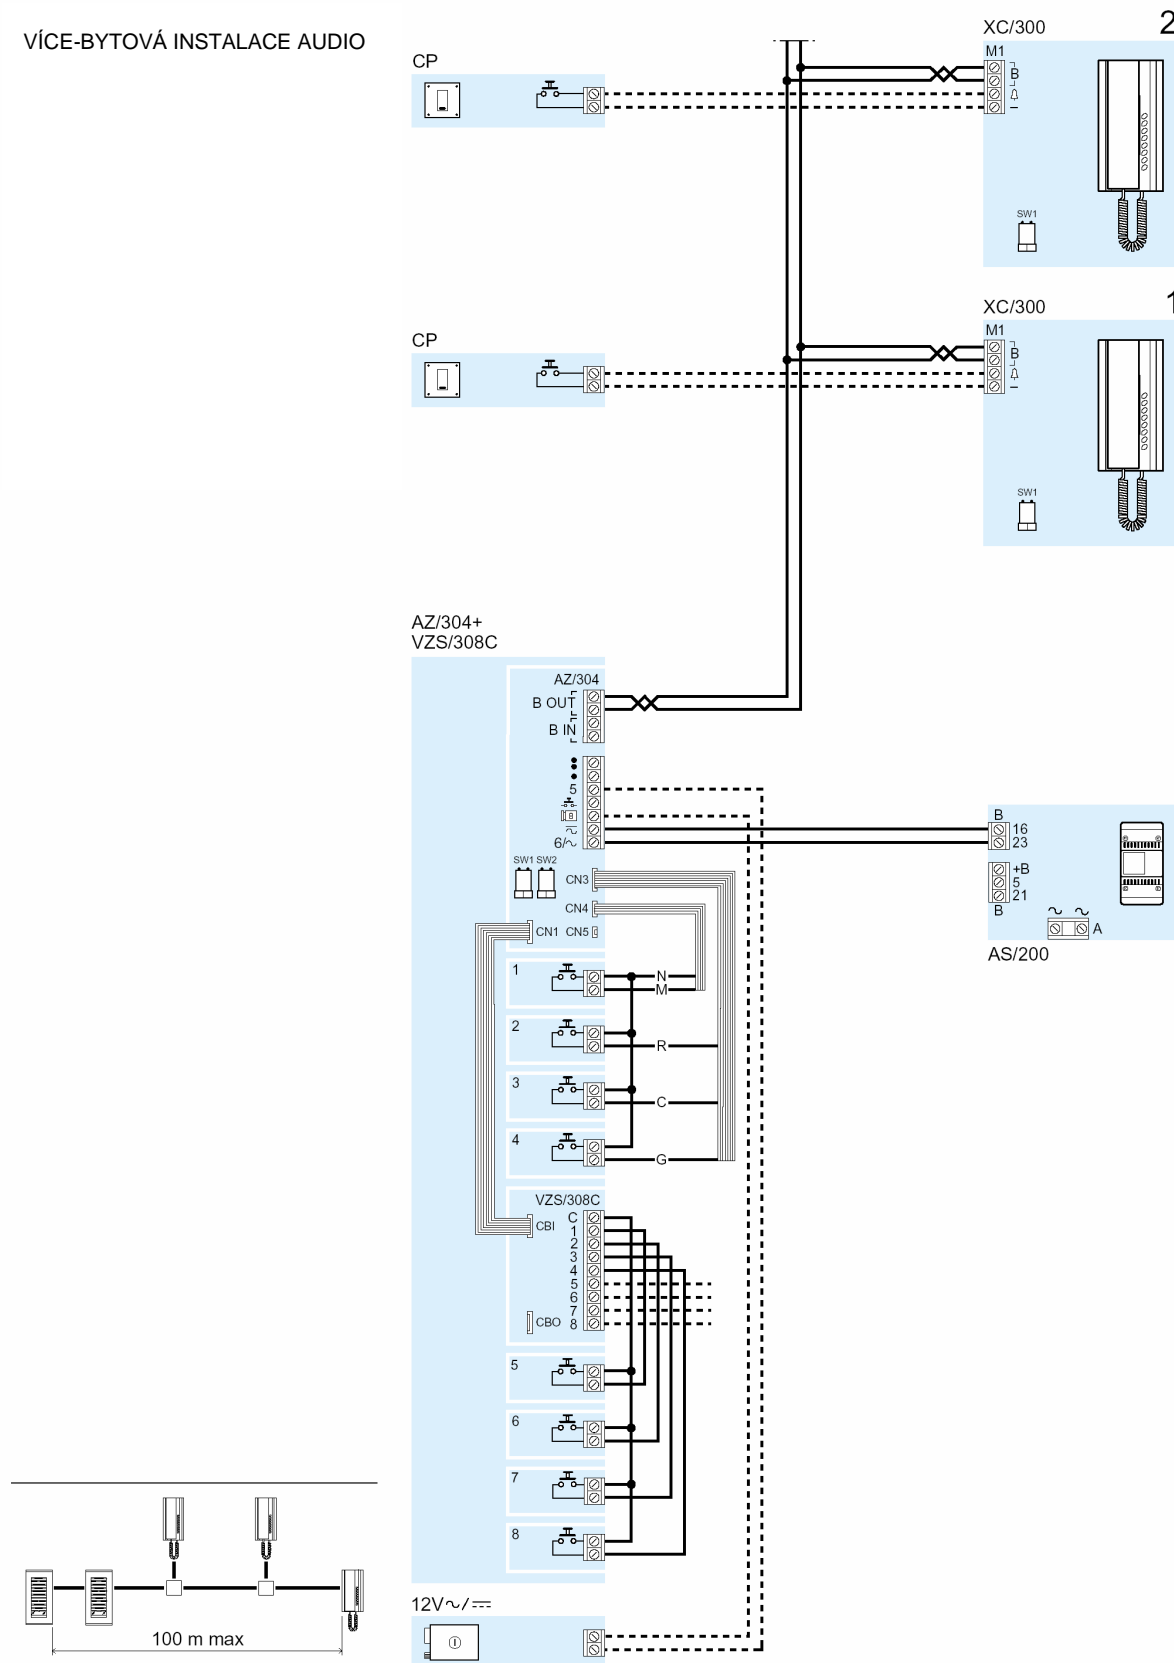 VÍCE-BYTOVÁ INSTALACE AUDIO
XC/300
2
CP
M1
B
–
SW1
XC/300
1
CP
M1
B
–
SW1
AZ/304+
VZS/308C
AZ/304
B OUT
B IN
5
6/~
SW1 SW2
CN3
CN4
CN1 CN5
B
16
23
+B
5
21
B
~ ~
A
AS/200
1
N
M
2
R
3
C
4
G
VZS/308C
CBI
C
1
2
3
4
5
6
7
8
CBO
5
6
7
8
12V~/⎓
100 m max